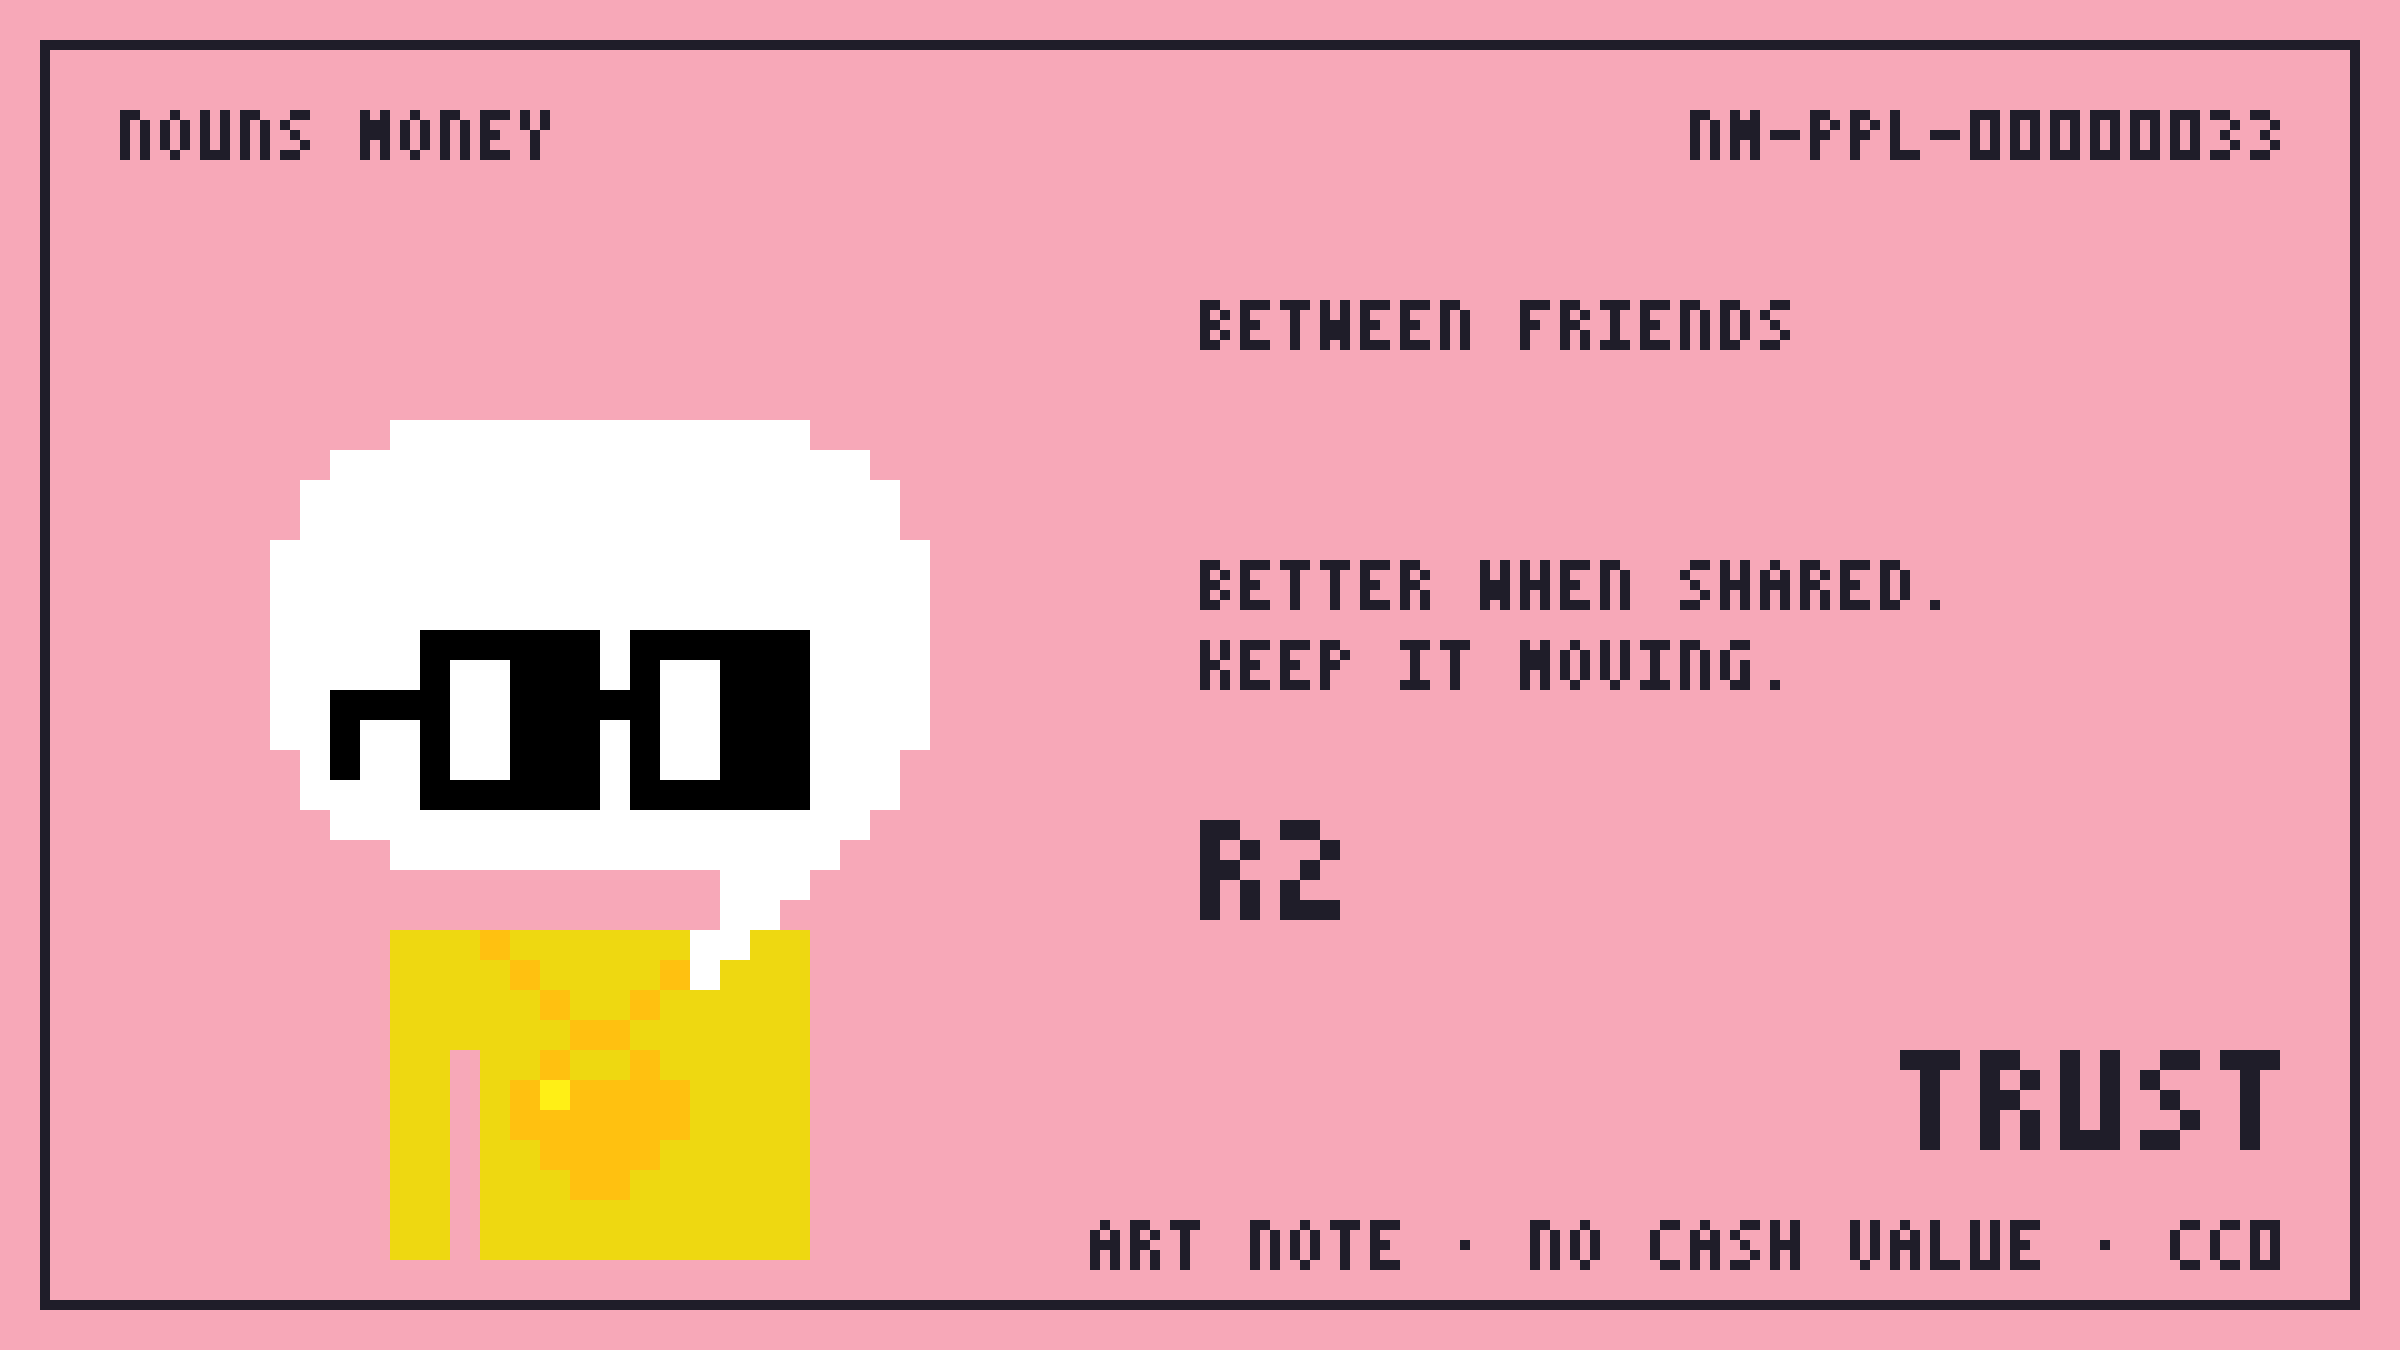 NOUNS MONEY
NM-PPL-00000033
BETWEEN FRIENDS
BETTER WHEN SHARED.
KEEP IT MOVING.
R2
TRUST
ART NOTE · NO CASH VALUE · CC0